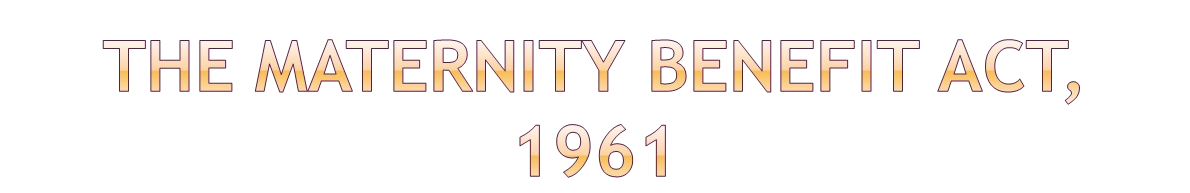 THE MATERNITY BENEFIT ACT,
1961